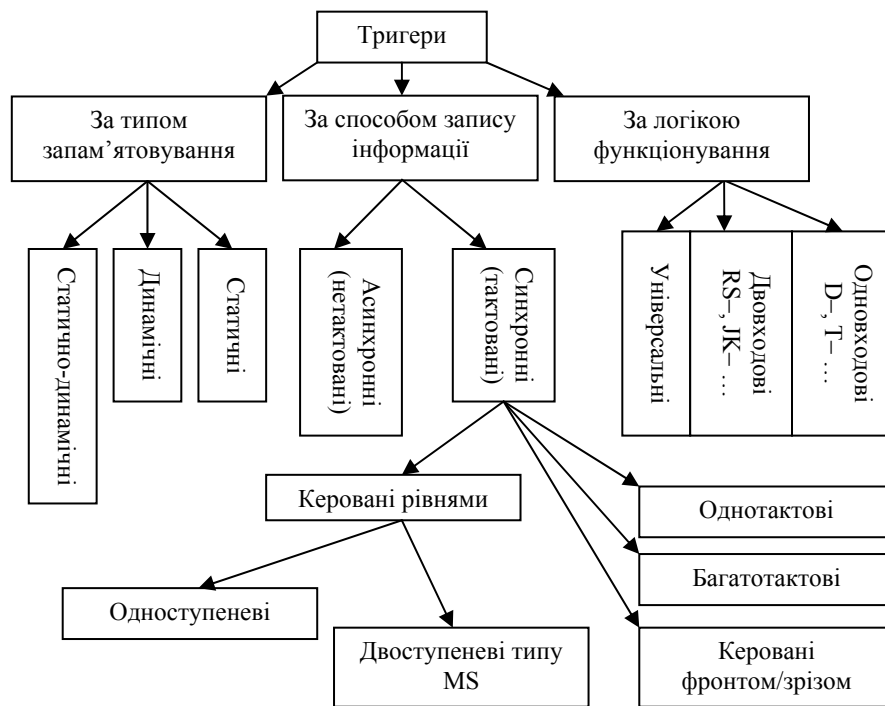 Тригери
За типом
запам’ятовування
За способом запису
інформації
За логікою
функціонування
Статично-динамічні
Динамічні
Статичні
Асинхронні
(нетактовані)
Синхронні
(тактовані)
Універсальні
Двовходові
RS–, JK– …
Одновходові
D–, T– …
Керовані рівнями
Однотактові
Багатотактові
Одноступеневі
Двоступеневі типу
MS
Керовані
фронтом/зрізом